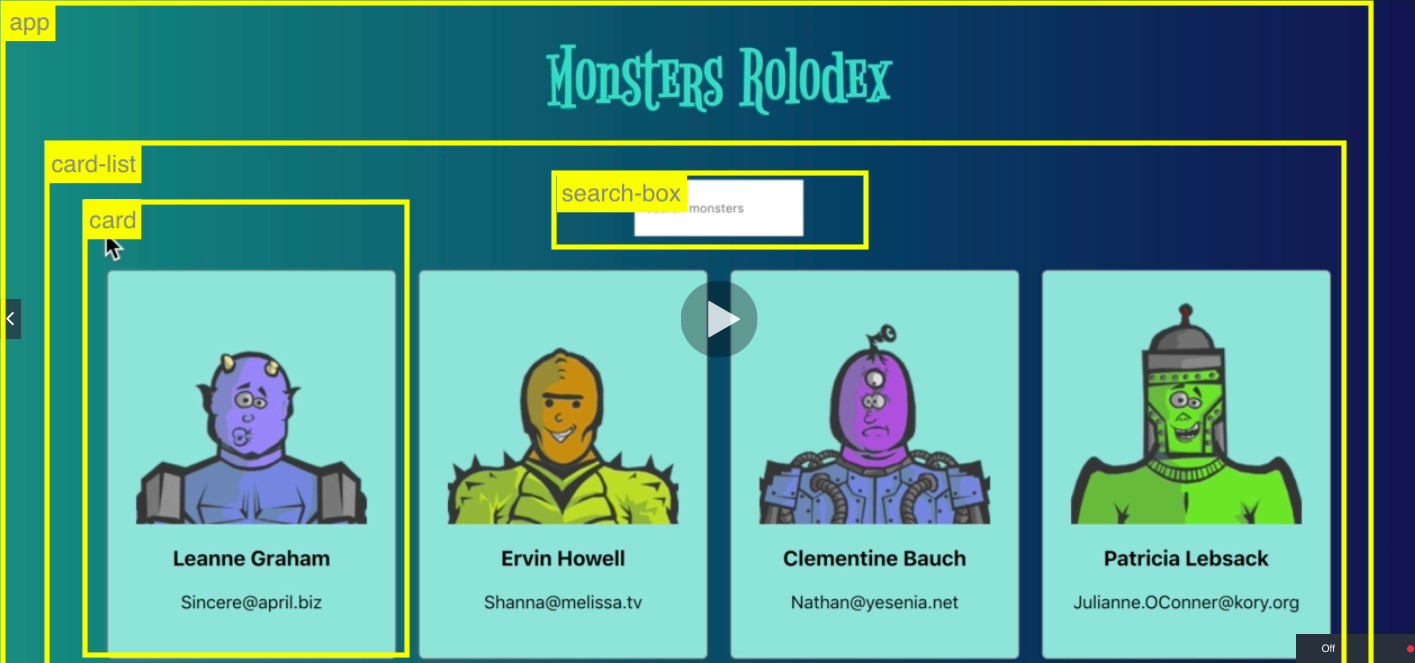 app
Monsters Rolodex
card-list
search-box
monsters
card
Leanne Graham
Ervin Howell
Clementine Bauch
Patricia Lebsack
Sincere@april.biz
Shanna@melissa.tv
Nathan@yesenia.net
Julianne.OConner@kory.org
Off